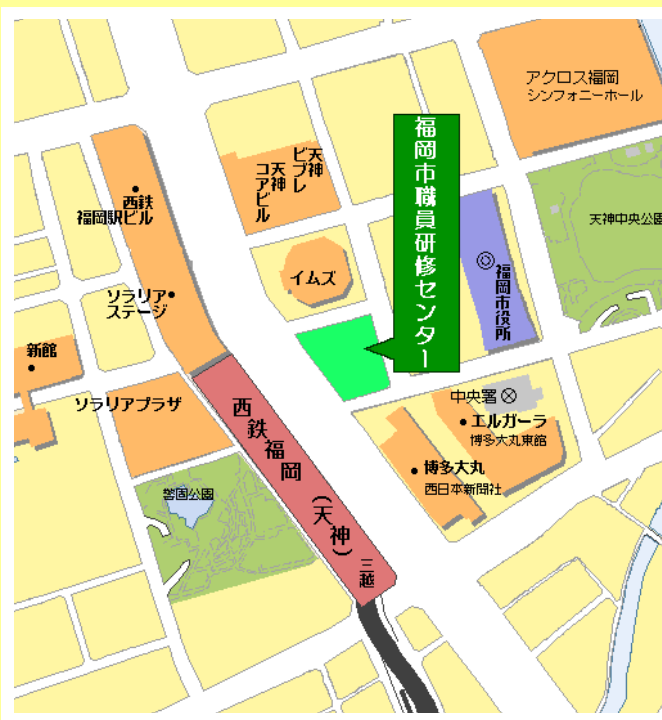 アクロス福岡
シンフォニーホール
福岡市職員研修センター
天神
ビブレ
天神
コアビル
西鉄
福岡駅ビル
天神中央公園
イムズ
福岡市役所
ソラリア
ステージ
新館
ソラリアプラザ
中央署
エルガーラ
博多大丸東館
博多大丸
西日本新聞社
西鉄福岡(天神)
三越
警固公園